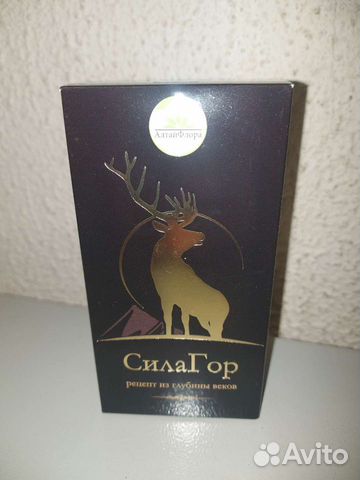 АлтайФлора
СилаГор
рецепт из глубины веков
Avito